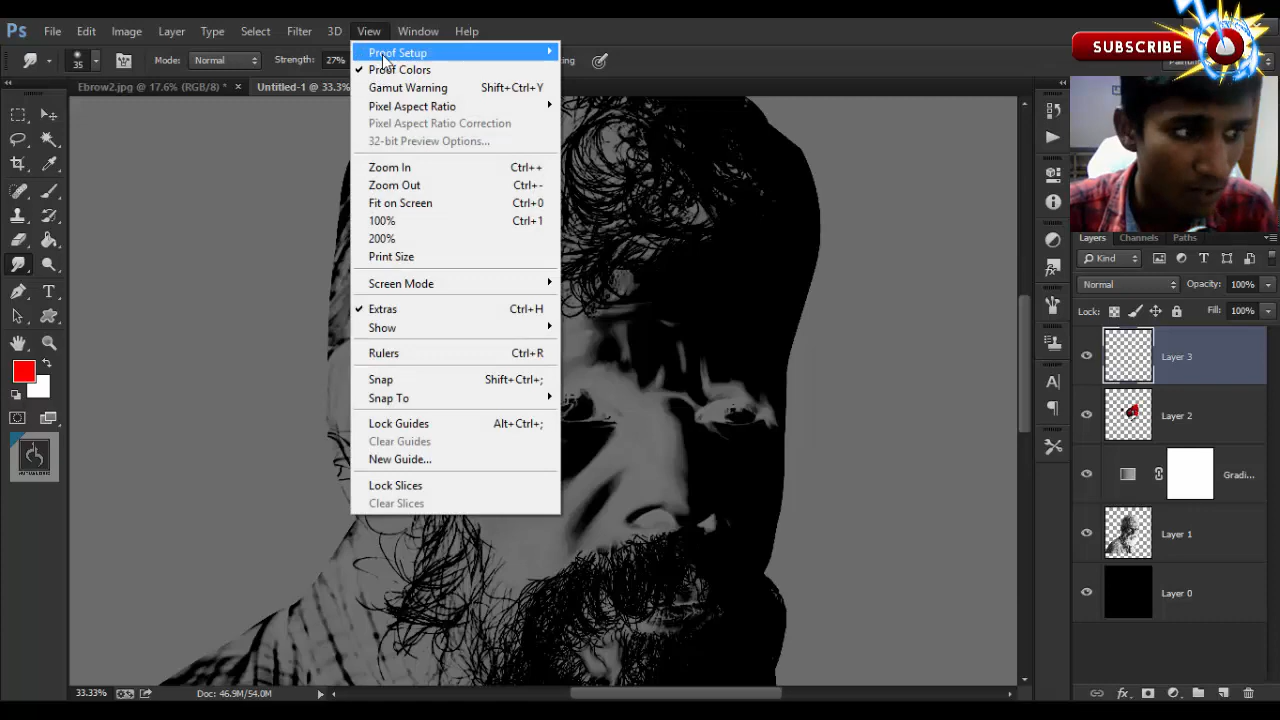 Ps File Edit Image Layer Type Select Filter 3D View Window Help
SUBSCRIBE
35 Mode: Normal Strength: 27%
Ebrow2.jpg @ 17.6% (RGB/8) * × Untitled-1 @ 33.3%
Proof Setup
Proof Colors
Gamut Warning Shift+Ctrl+Y
Pixel Aspect Ratio
Pixel Aspect Ratio Correction
32-bit Preview Options...
Zoom In Ctrl++
Zoom Out Ctrl+-
Fit on Screen Ctrl+0
100% Ctrl+1
200%
Print Size
Screen Mode
Extras Ctrl+H
Show
Rulers Ctrl+R
Snap Shift+Ctrl+;
Snap To
Lock Guides Alt+Ctrl+;
Clear Guides
New Guide...
Lock Slices
Clear Slices
Layers Channels Paths
Kind
Normal Opacity: 100%
Lock: Fill: 100%
Layer 3
Layer 2
Gradi...
Layer 1
Layer 0
33.33% Doc: 46.9M/54.0M